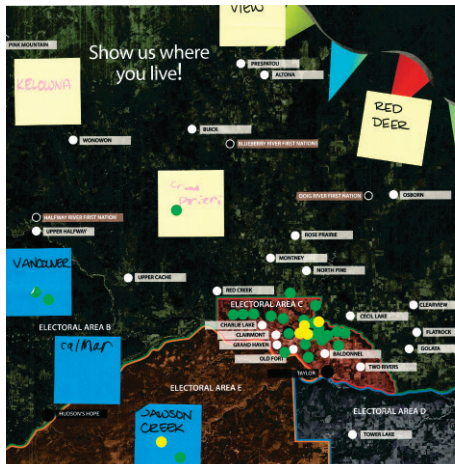 VIEW
PINK MOUNTAIN
Show us where
you live!
PRESPATOU
ALTONA
KELOWNA
RED
DEER
BUICK
WONOWON
BLUEBERRY RIVER FIRST NATION
DOIG RIVER FIRST NATION
OSBORN
HALFWAY RIVER FIRST NATION
UPPER HALFWAY
ROSE PRAIRIE
VANCOUVER
MONTNEY
NORTH PINE
UPPER CACHE
RED CREEK
ELECTORAL AREA C
CLEARVIEW
CECIL LAKE
ELECTORAL AREA B
CHARLIE LAKE
CLAIRMONT
FLATROCK
GRAND HAVEN
GOLATA
calmar
OLD FORT
BALDONNEL
TAYLOR
TWO RIVERS
ELECTORAL AREA E
HUDSON'S HOPE
ELECTORAL AREA D
DAWSON
CREEK
TOWER LAKE